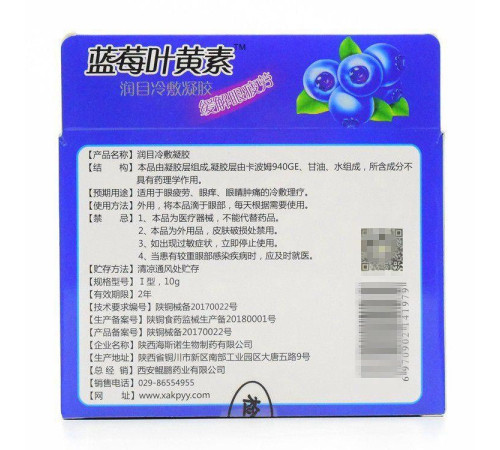 蓝莓叶黄素™
润目冷敷凝胶
缓解眼疲劳
【产品名称】润目冷敷凝胶
【结　　构】本品由凝胶层组成,凝胶层由卡波姆940GE、甘油、水组成，所含成分不
具有药理学作用。
【预期用途】适用于眼疲劳、眼痒、眼睛肿痛的冷敷理疗。
【使用方法】外用，将本品滴于眼部，每天根据需要使用。
【禁　　忌】1、本品为医疗器械，不能代替药品。
2、本品为外用品，皮肤破损处禁用。
3、如出现过敏症状，立即停止使用。
4、当患有较重眼部感染疾病时，应及时就医。
【贮存方法】清凉通风处贮存
【规格型号】Ⅰ型，10g
【有效期限】2年
【技术要求编号】陕铜械备20170022号
【生产备案号】陕铜食药监械生产备20180001号
【产品备案号】陕铜械备20170022号
【企业名称】陕西海斯诺生物制药有限公司
【生产地址】陕西省铜川市新区南部工业园区大唐五路9号
【总 经 销】西安鲲鹏药业有限公司
【销售电话】029-86554955
【网　　址】www.xakpyy.com
6970902141979
检